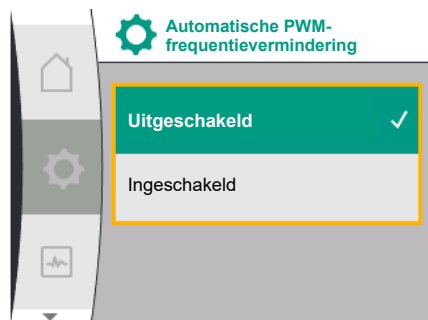 Automatische PWM-
frequentievermindering
Uitgeschakeld
Ingeschakeld